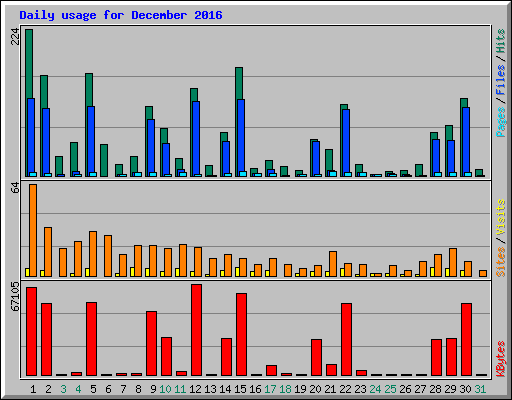 Daily usage for December 2016
224
Pages / Files / Hits
64
Sites / Visits
67105
KBytes
1 2 3 4 5 6 7 8 9 10 11 12 13 14 15 16 17 18 19 20 21 22 23 24 25 26 27 28 29 30 31